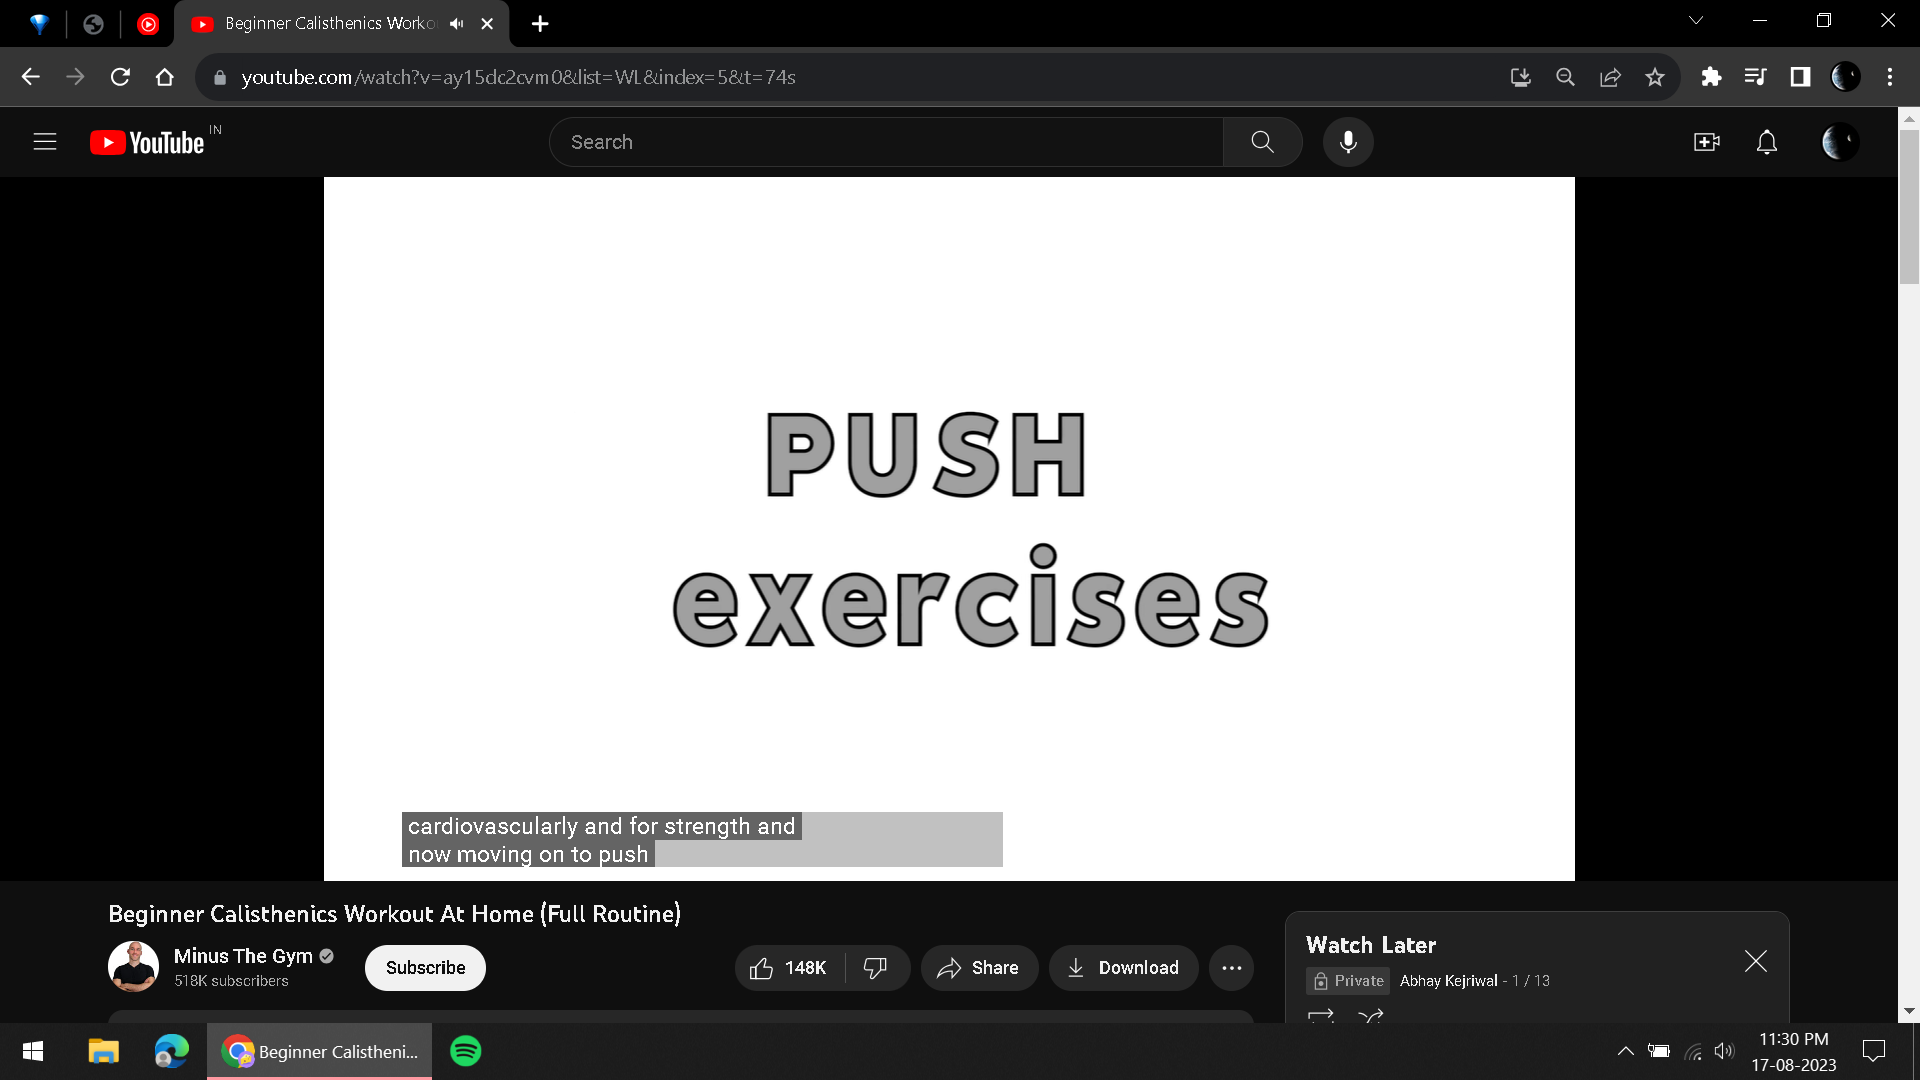 Beginner Calisthenics Worko
youtube.com/watch?v=ay15dc2cvm0&list=WL&index=5&t=74s
YouTube IN
Search
PUSH
exercises
cardiovascularly and for strength and
now moving on to push
Beginner Calisthenics Workout At Home (Full Routine)
Minus The Gym
518K subscribers
Subscribe
148K
Share
Download
Watch Later
Private
Abhay Kejriwal - 1 / 13
Beginner Calistheni...
11:30 PM
17-08-2023